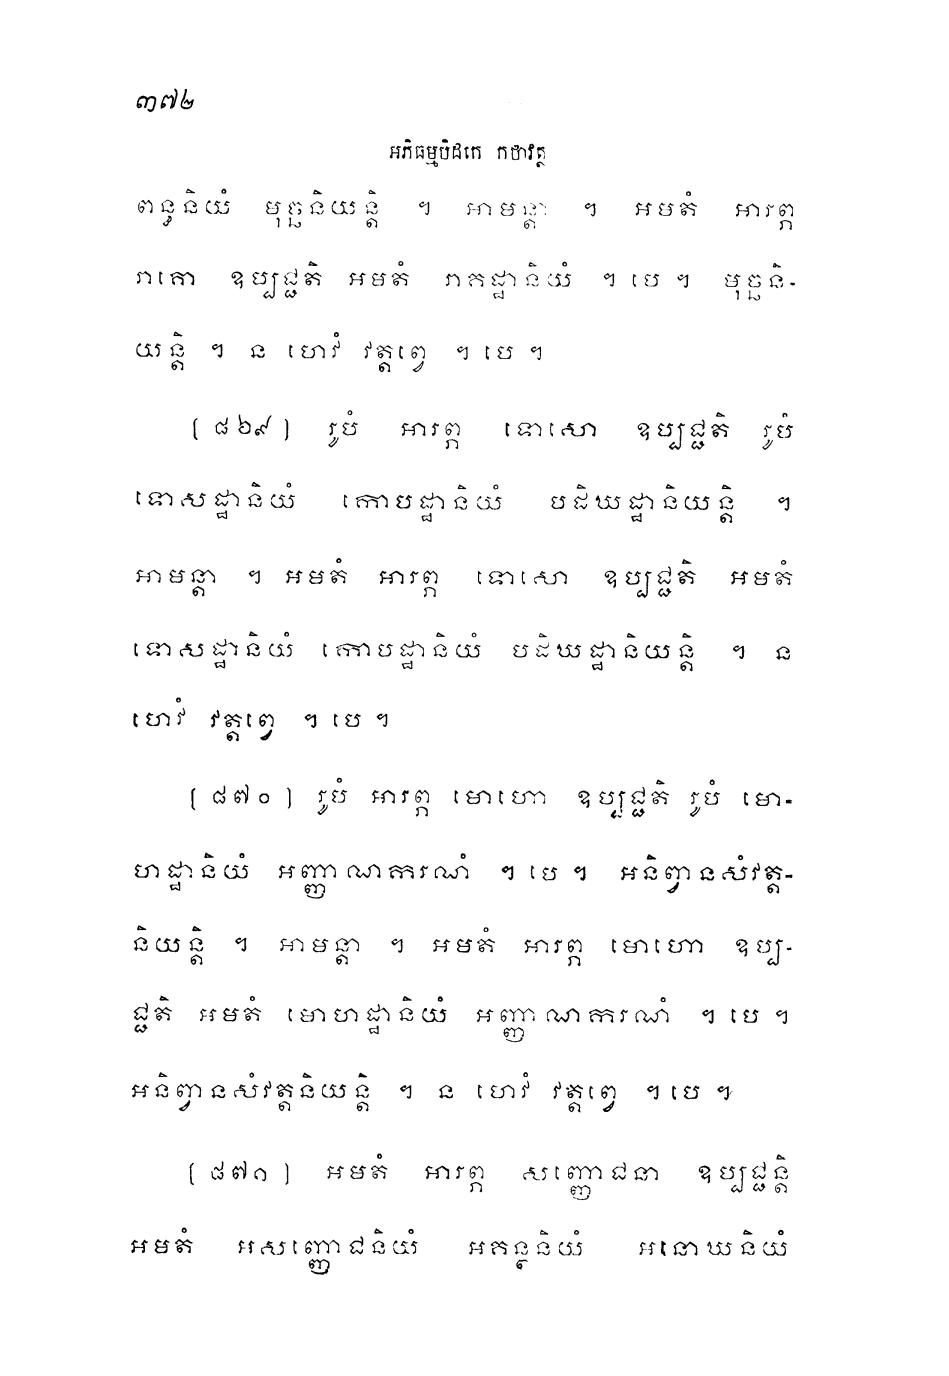 ៣៧២
អភិធម្មបិដកេ កថាវត្ថុ
ពន្ធនិយំ មុច្ឆនិយន្តិ ។ អាមន្តា ។ អមតំ អារព្ភ
រាគោ ឧប្បជ្ជតិ អមតំ រាគដ្ឋានិយំ ។ បេ ។ មុច្ឆនិ-
យន្តិ ។ ន ហេវំ វត្តព្វេ ។ បេ ។
[៨៦៩] រូបំ អារព្ភ ទោសោ ឧប្បជ្ជតិ រូបំ
ទោសដ្ឋានិយំ កោបដ្ឋានិយំ បដិឃដ្ឋានិយន្តិ ។
អាមន្តា ។ អមតំ អារព្ភ ទោសោ ឧប្បជ្ជតិ អមតំ
ទោសដ្ឋានិយំ កោបដ្ឋានិយំ បដិឃដ្ឋានិយន្តិ ។ ន
ហេវំ វត្តព្វេ ។ បេ ។
[៨៧០] រូបំ អារព្ភ មោហោ ឧប្បជ្ជតិ រូបំ មោ-
ហដ្ឋានិយំ អញ្ញាណករណំ ។ បេ ។ អនិព្វានសំវត្ត-
និយន្តិ ។ អាមន្តា ។ អមតំ អារព្ភ មោហោ ឧប្ប-
ជ្ជតិ អមតំ មោហដ្ឋានិយំ អញ្ញាណករណំ ។ បេ ។
អនិព្វានសំវត្តនិយន្តិ ។ ន ហេវំ វត្តព្វេ ។ បេ ។
[៨៧១] អមតំ អារព្ភ សញ្ញោជនា ឧប្បជ្ជន្តិ
អមតំ អសញ្ញោជនិយំ អគន្ថនិយំ អនោឃនិយំ